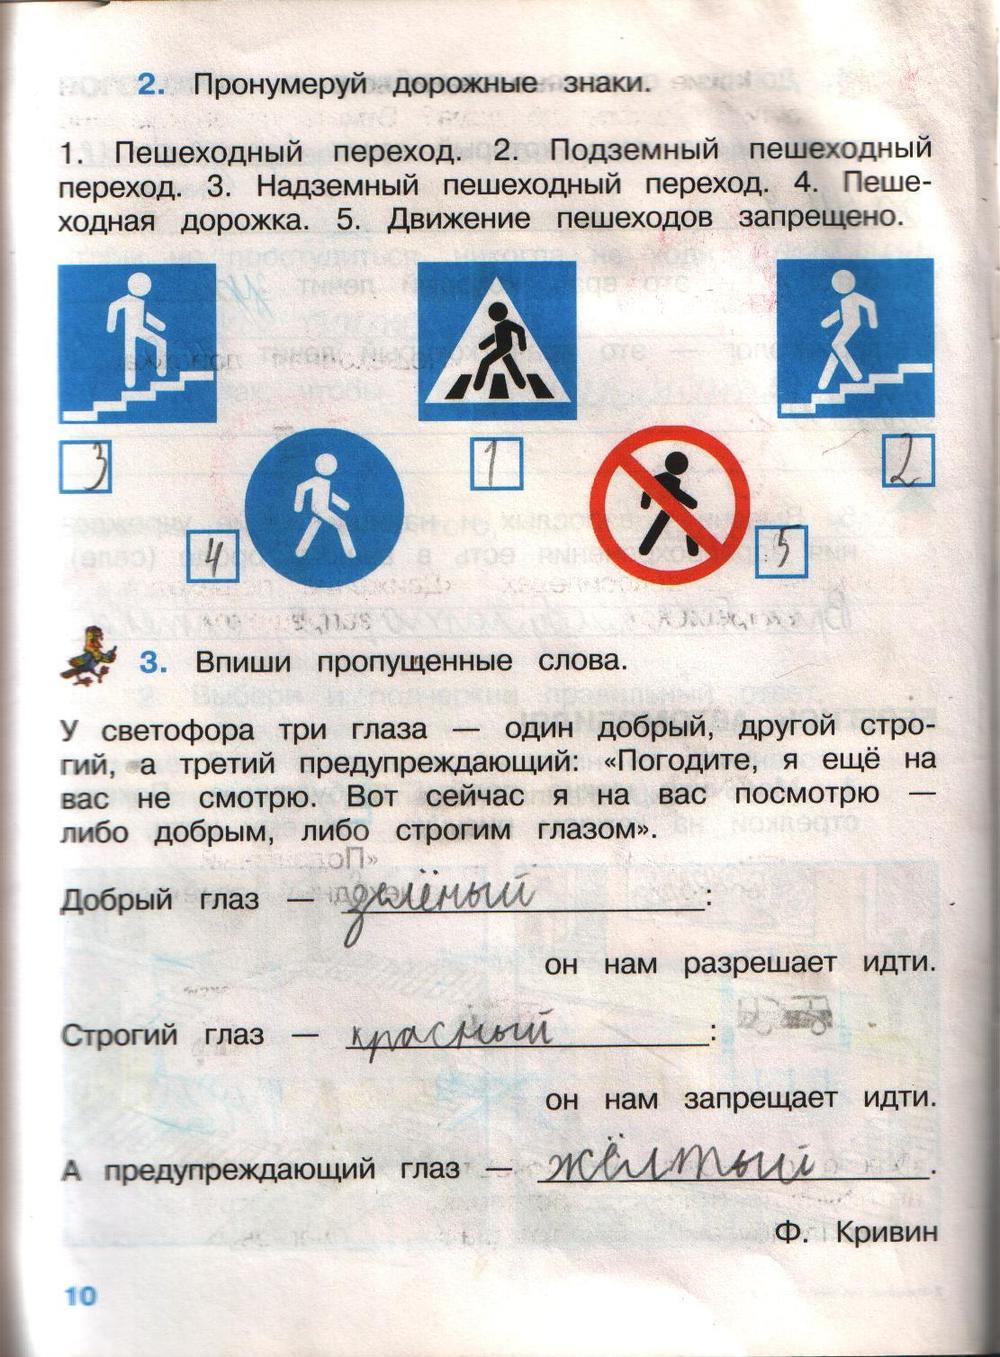 2. Пронумеруй дорожные знаки.
1. Пешеходный переход. 2. Подземный пешеходный
переход. 3. Надземный пешеходный переход. 4. Пеше-
ходная дорожка. 5. Движение пешеходов запрещено.
3
1
2
4
5
3. Впиши пропущенные слова.
У светофора три глаза — один добрый, другой стро-
гий, а третий предупреждающий: «Погодите, я ещё на
вас не смотрю. Вот сейчас я на вас посмотрю —
либо добрым, либо строгим глазом».
Добрый глаз — зелёный:
он нам разрешает идти.
Строгий глаз — красный:
он нам запрещает идти.
А предупреждающий глаз — жёлтый.
Ф. Кривин
10